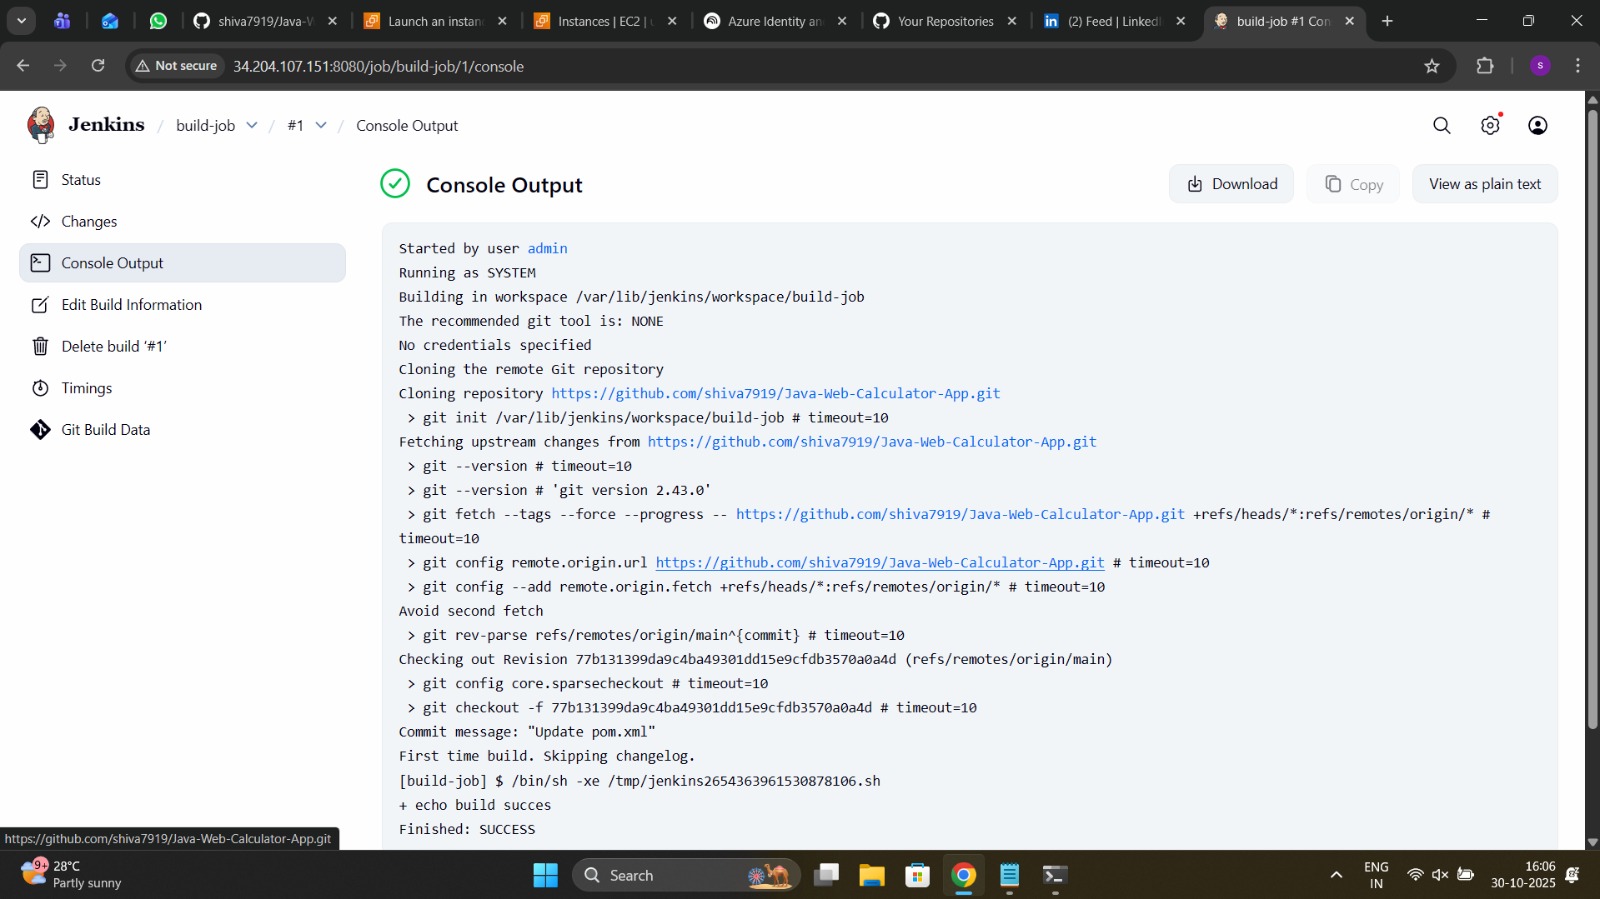 shiva7919/Java-W
Launch an instan
Instances | EC2 | u
Azure Identity an
Your Repositories
(2) Feed | LinkedI
build-job #1 Con
Not secure
34.204.107.151:8080/job/build-job/1/console
S
Jenkins / build-job / #1 / Console Output
Status
Changes
Console Output
Edit Build Information
Delete build ‘#1’
Timings
Git Build Data
Console Output
Download
Copy
View as plain text
Started by user admin
Running as SYSTEM
Building in workspace /var/lib/jenkins/workspace/build-job
The recommended git tool is: NONE
No credentials specified
Cloning the remote Git repository
Cloning repository https://github.com/shiva7919/Java-Web-Calculator-App.git
> git init /var/lib/jenkins/workspace/build-job # timeout=10
Fetching upstream changes from https://github.com/shiva7919/Java-Web-Calculator-App.git
> git --version # timeout=10
> git --version # 'git version 2.43.0'
> git fetch --tags --force --progress -- https://github.com/shiva7919/Java-Web-Calculator-App.git +refs/heads/*:refs/remotes/origin/* #
timeout=10
> git config remote.origin.url https://github.com/shiva7919/Java-Web-Calculator-App.git # timeout=10
> git config --add remote.origin.fetch +refs/heads/*:refs/remotes/origin/* # timeout=10
Avoid second fetch
> git rev-parse refs/remotes/origin/main^{commit} # timeout=10
Checking out Revision 77b131399da9c4ba49301dd15e9cfdb3570a0a4d (refs/remotes/origin/main)
> git config core.sparsecheckout # timeout=10
> git checkout -f 77b131399da9c4ba49301dd15e9cfdb3570a0a4d # timeout=10
Commit message: "Update pom.xml"
First time build. Skipping changelog.
[build-job] $ /bin/sh -xe /tmp/jenkins2654363961530878106.sh
+ echo build succes
Finished: SUCCESS
https://github.com/shiva7919/Java-Web-Calculator-App.git
9+
28°C
Partly sunny
Search
ENG
IN
16:06
30-10-2025